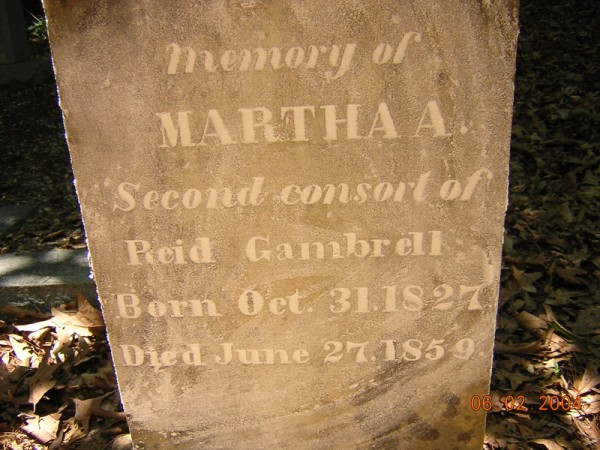 Memory of
MARTHA A.
Second consort of
Reid Gambrell
Born Oct. 31. 1827.
Died June 27, 1859.
06 02 2004